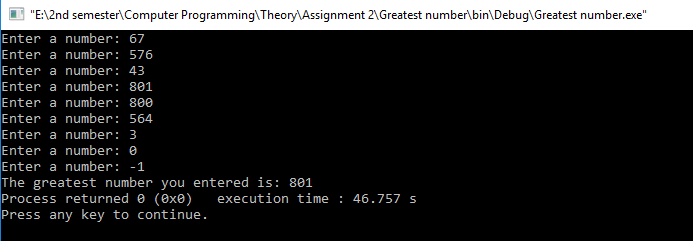 "E:\2nd semester\Computer Programming\Theory\Assignment 2\Greatest number\bin\Debug\Greatest number.exe"
Enter a number: 67
Enter a number: 576
Enter a number: 43
Enter a number: 801
Enter a number: 800
Enter a number: 564
Enter a number: 3
Enter a number: 0
Enter a number: -1
The greatest number you entered is: 801
Process returned 0 (0x0)   execution time : 46.757 s
Press any key to continue.